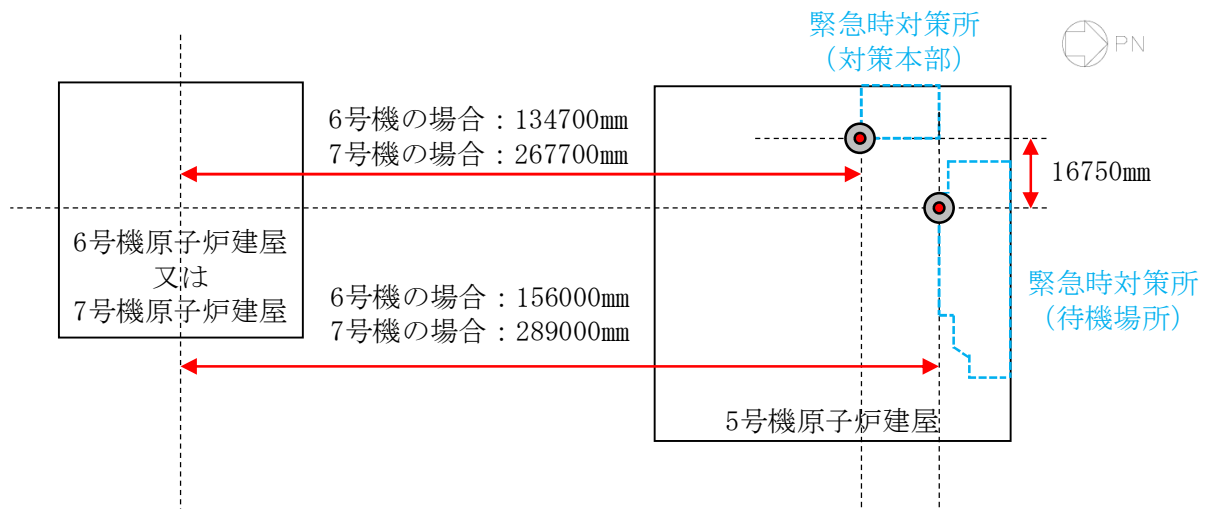 緊急時対策所
（対策本部）
PN
6号機の場合：134700mm
7号機の場合：267700mm
16750mm
6号機原子炉建屋
又は
7号機原子炉建屋
6号機の場合：156000mm
7号機の場合：289000mm
緊急時対策所
（待機場所）
5号機原子炉建屋